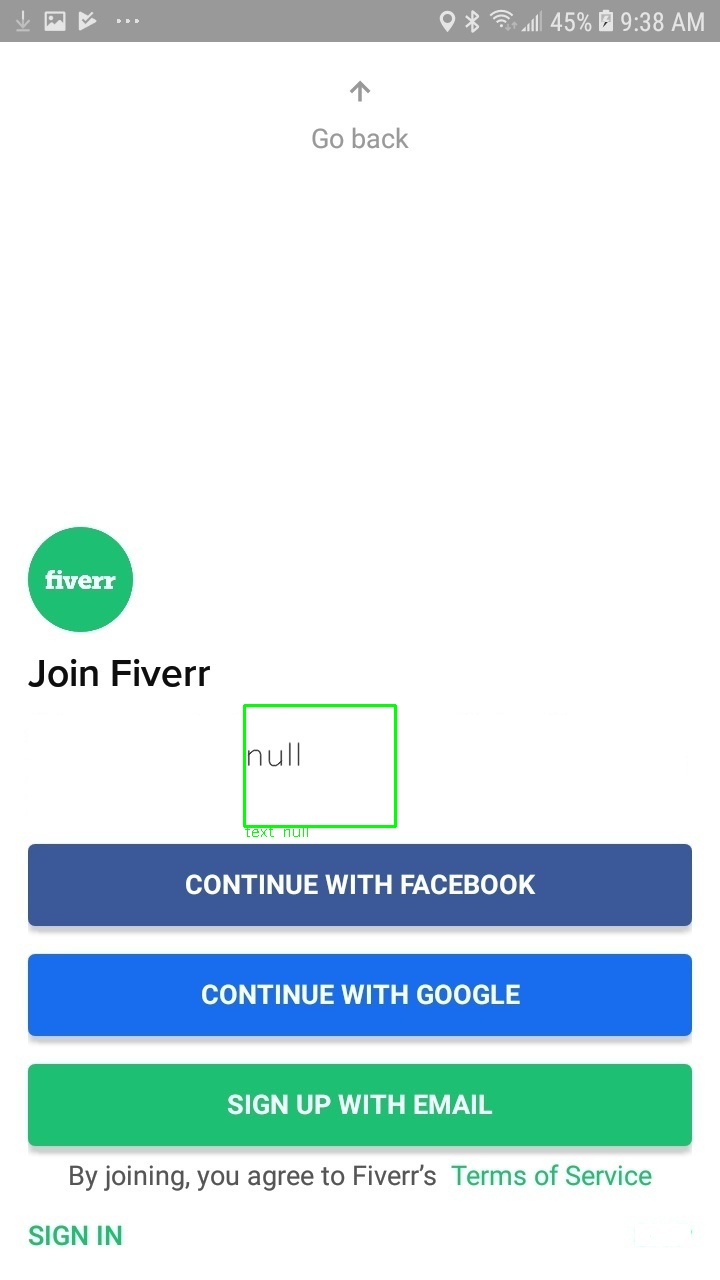 45% 9:38 AM
Go back
fiverr
Join Fiverr
null
text null
CONTINUE WITH FACEBOOK
CONTINUE WITH GOOGLE
SIGN UP WITH EMAIL
By joining, you agree to Fiverr’s Terms of Service
SIGN IN